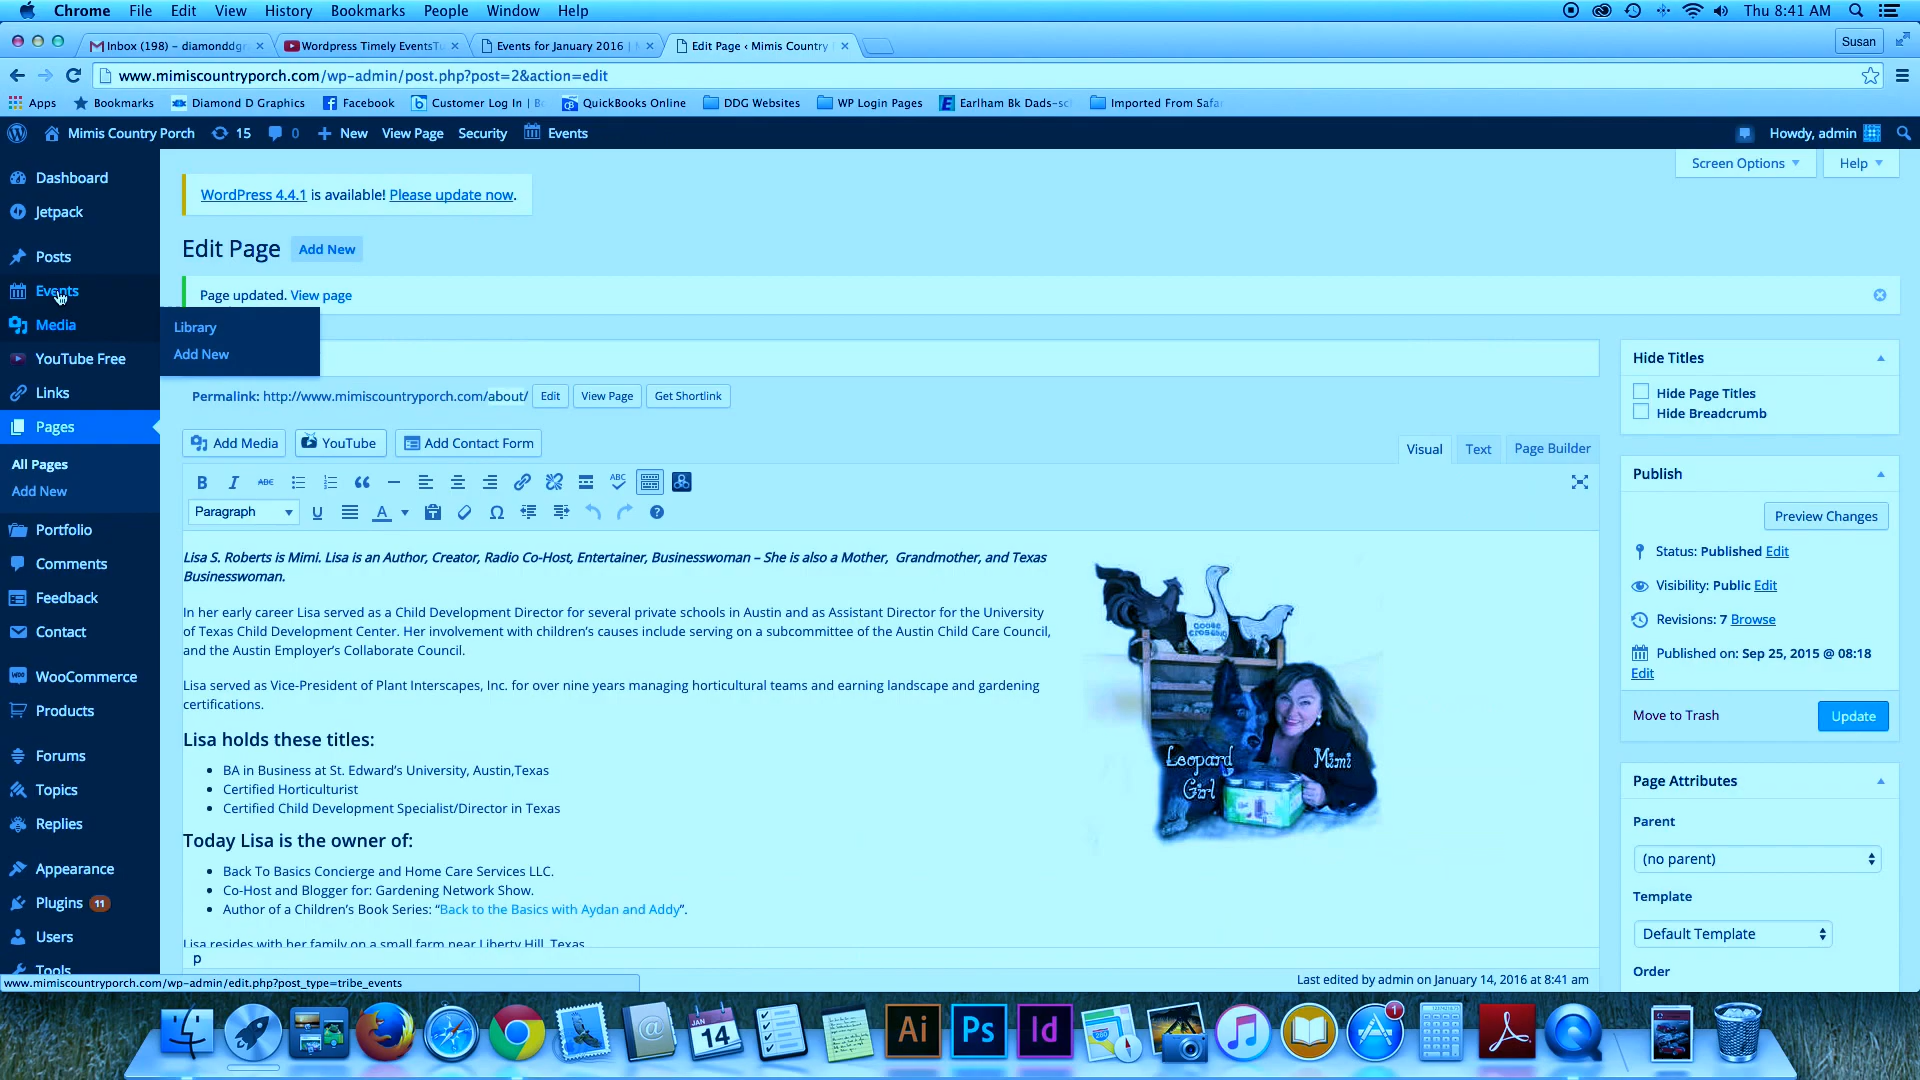 Chrome File Edit View History Bookmarks People Window Help Thu 8:41 AM
Inbox (198) – diamonddgr
Wordpress Timely EventsTu
Events for January 2016 |
Edit Page ‹ Mimis Country
Susan
www.mimiscountryporch.com/wp-admin/post.php?post=2&action=edit
Apps Bookmarks Diamond D Graphics Facebook Customer Log In | B QuickBooks Online DDG Websites WP Login Pages Earlham Bk Dads-sc Imported From Safar
Mimis Country Porch 15 0 New View Page Security Events Howdy, admin
Screen Options Help
Dashboard
Jetpack
Posts
Events
Media
YouTube Free
Links
Pages
All Pages
Add New
Portfolio
Comments
Feedback
Contact
WooCommerce
Products
Forums
Topics
Replies
Appearance
Plugins 11
Users
Tools
Library
Add New
WordPress 4.4.1 is available! Please update now.
Edit Page Add New
Page updated. View page
Permalink: http://www.mimiscountryporch.com/about/ Edit View Page Get Shortlink
Add Media YouTube Add Contact Form
Visual Text Page Builder
B I ABC ABC
Paragraph U A
Lisa S. Roberts is Mimi. Lisa is an Author, Creator, Radio Co-Host, Entertainer, Businesswoman – She is also a Mother, Grandmother, and Texas
Businesswoman.
In her early career Lisa served as a Child Development Director for several private schools in Austin and as Assistant Director for the University
of Texas Child Development Center. Her involvement with children's causes include serving on a subcommittee of the Austin Child Care Council,
and the Austin Employer's Collaborate Council.
Lisa served as Vice-President of Plant Interscapes, Inc. for over nine years managing horticultural teams and earning landscape and gardening
certifications.
Lisa holds these titles:
BA in Business at St. Edward's University, Austin,Texas
Certified Horticulturist
Certified Child Development Specialist/Director in Texas
Today Lisa is the owner of:
Back To Basics Concierge and Home Care Services LLC.
Co-Host and Blogger for: Gardening Network Show.
Author of a Children's Book Series: "Back to the Basics with Aydan and Addy".
Lisa resides with her family on a small farm near Liberty Hill, Texas
goose
crossing
Leopard
Girl
Mimi
p
Last edited by admin on January 14, 2016 at 8:41 am
Hide Titles
Hide Page Titles
Hide Breadcrumb
Publish
Preview Changes
Status: Published Edit
Visibility: Public Edit
Revisions: 7 Browse
Published on: Sep 25, 2015 @ 08:18
Edit
Move to Trash Update
Page Attributes
Parent
(no parent)
Template
Default Template
Order
www.mimiscountryporch.com/wp-admin/edit.php?post_type=tribe_events
JAN
14
Ai
Ps
Id
1